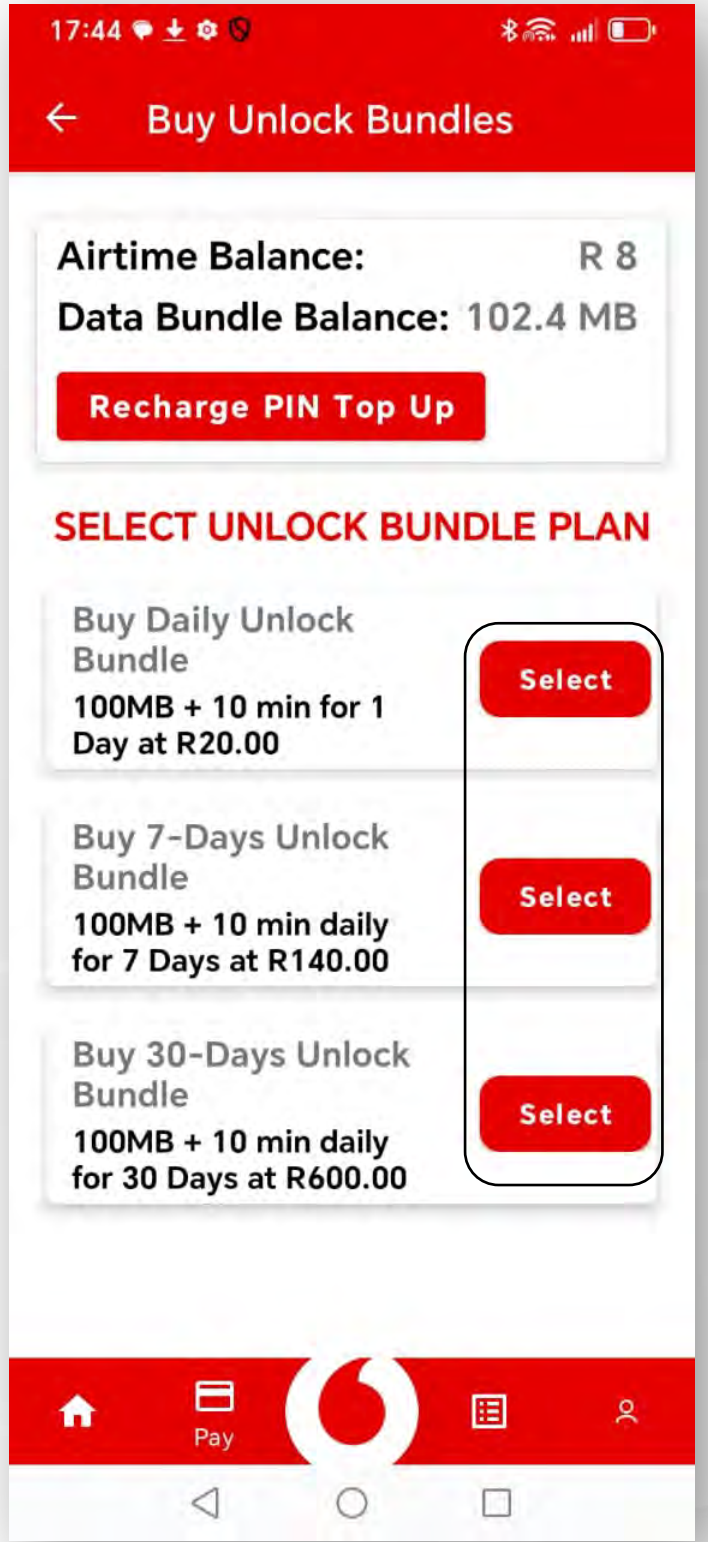 17:44
Buy Unlock Bundles
Airtime Balance: R 8
Data Bundle Balance: 102.4 MB
Recharge PIN Top Up
SELECT UNLOCK BUNDLE PLAN
Buy Daily Unlock
Bundle
100MB + 10 min for 1
Day at R20.00
Select
Buy 7-Days Unlock
Bundle
100MB + 10 min daily
for 7 Days at R140.00
Select
Buy 30-Days Unlock
Bundle
100MB + 10 min daily
for 30 Days at R600.00
Select
Pay